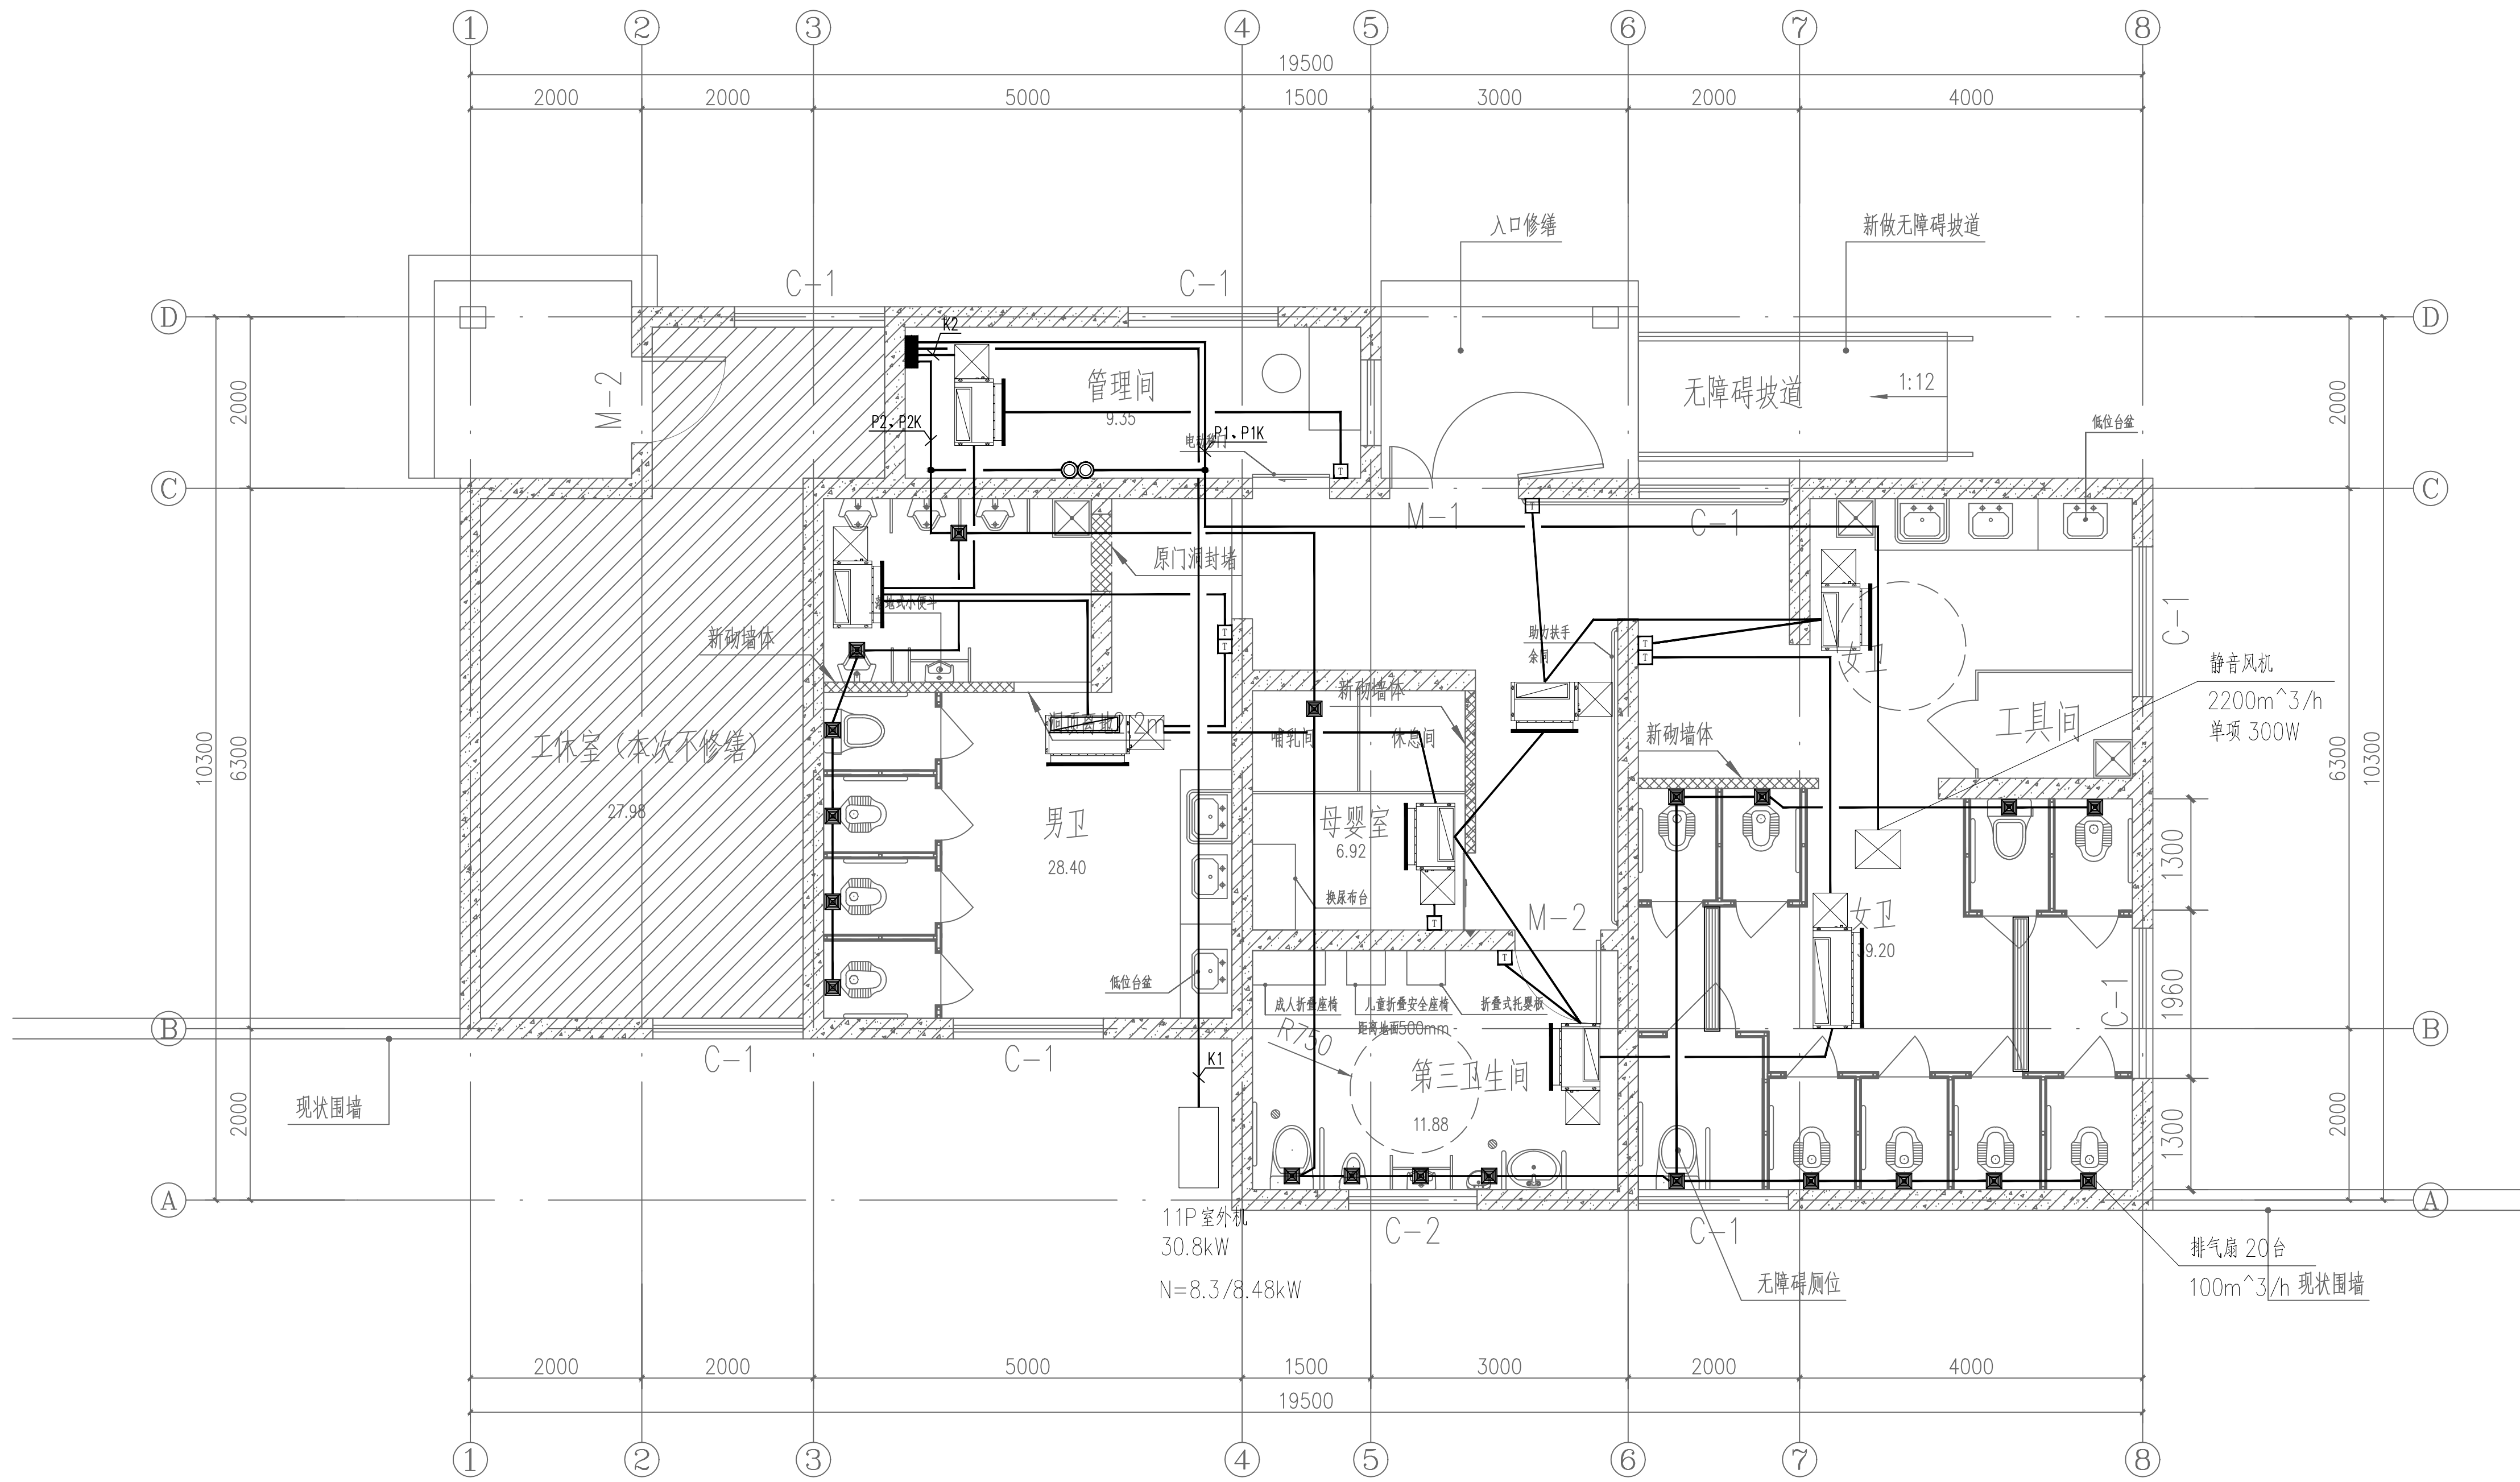 1 2 3 4 5 6 7 8
19500
2000 2000 5000 1500 3000 2000 4000
入口修缮
新做无障碍坡道
C-1
C-1
D
D
K2
M-2
管理间
9.35
无障碍坡道
1:12
低位台盆
P2、P2K
P1、P1K
2000
2000
C
C
T
M-1
C-1
T
原门洞封堵
落地式小便斗
新砌墙体
助力扶手
T
T
T
T
女卫
C-1
静音风机
2200m^3/h
单项 300W
工具间
新砌墙体
哺乳间
休息间
新砌墙体
工休室（本次不修缮）
27.98
10300
6300
6300
10300
男卫
28.40
母婴室
6.92
换尿布台
T
M-2
女卫
39.20
1300
1960
1300
C-1
T
低位台盆
成人折叠座椅
儿童折叠安全座椅
距离地面500mm
折叠式托婴板
R750
B
B
C-1
C-1
K1
第三卫生间
11.88
现状围墙
2000
2000
A
A
11P 室外机
30.8kW
N=8.3/8.48kW
C-2
C-1
无障碍厕位
排气扇 20台
100m^3/h
现状围墙
2000 2000 5000 1500 3000 2000 4000
19500
1 2 3 4 5 6 7 8